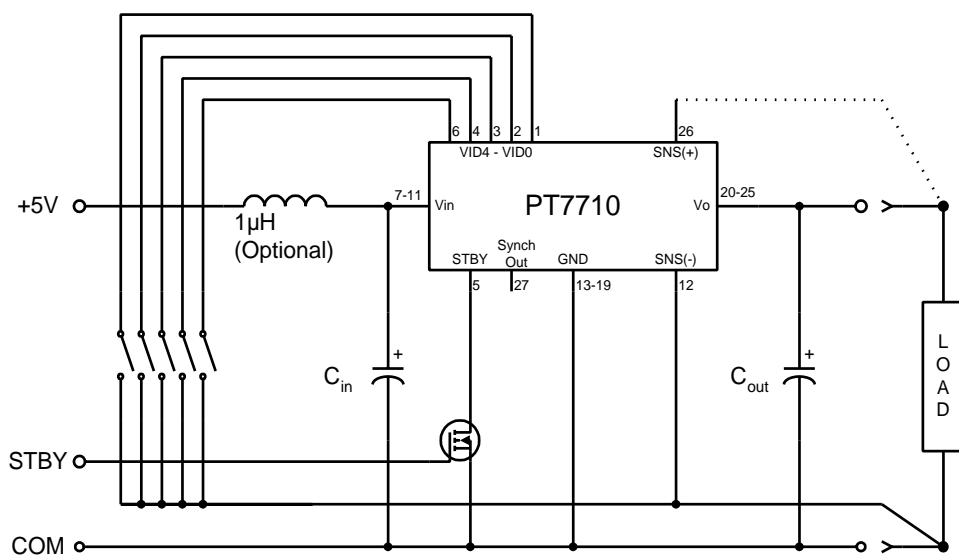 6 4 3 2 1
26
VID4 - VID0
SNS(+)
7-11
20-25
+5V
Vin
PT7710
Vo
1µH
(Optional)
STBY
Synch
Out
GND
SNS(-)
5
27
13-19
12
+
C in
+
C out
L
O
A
D
STBY
COM